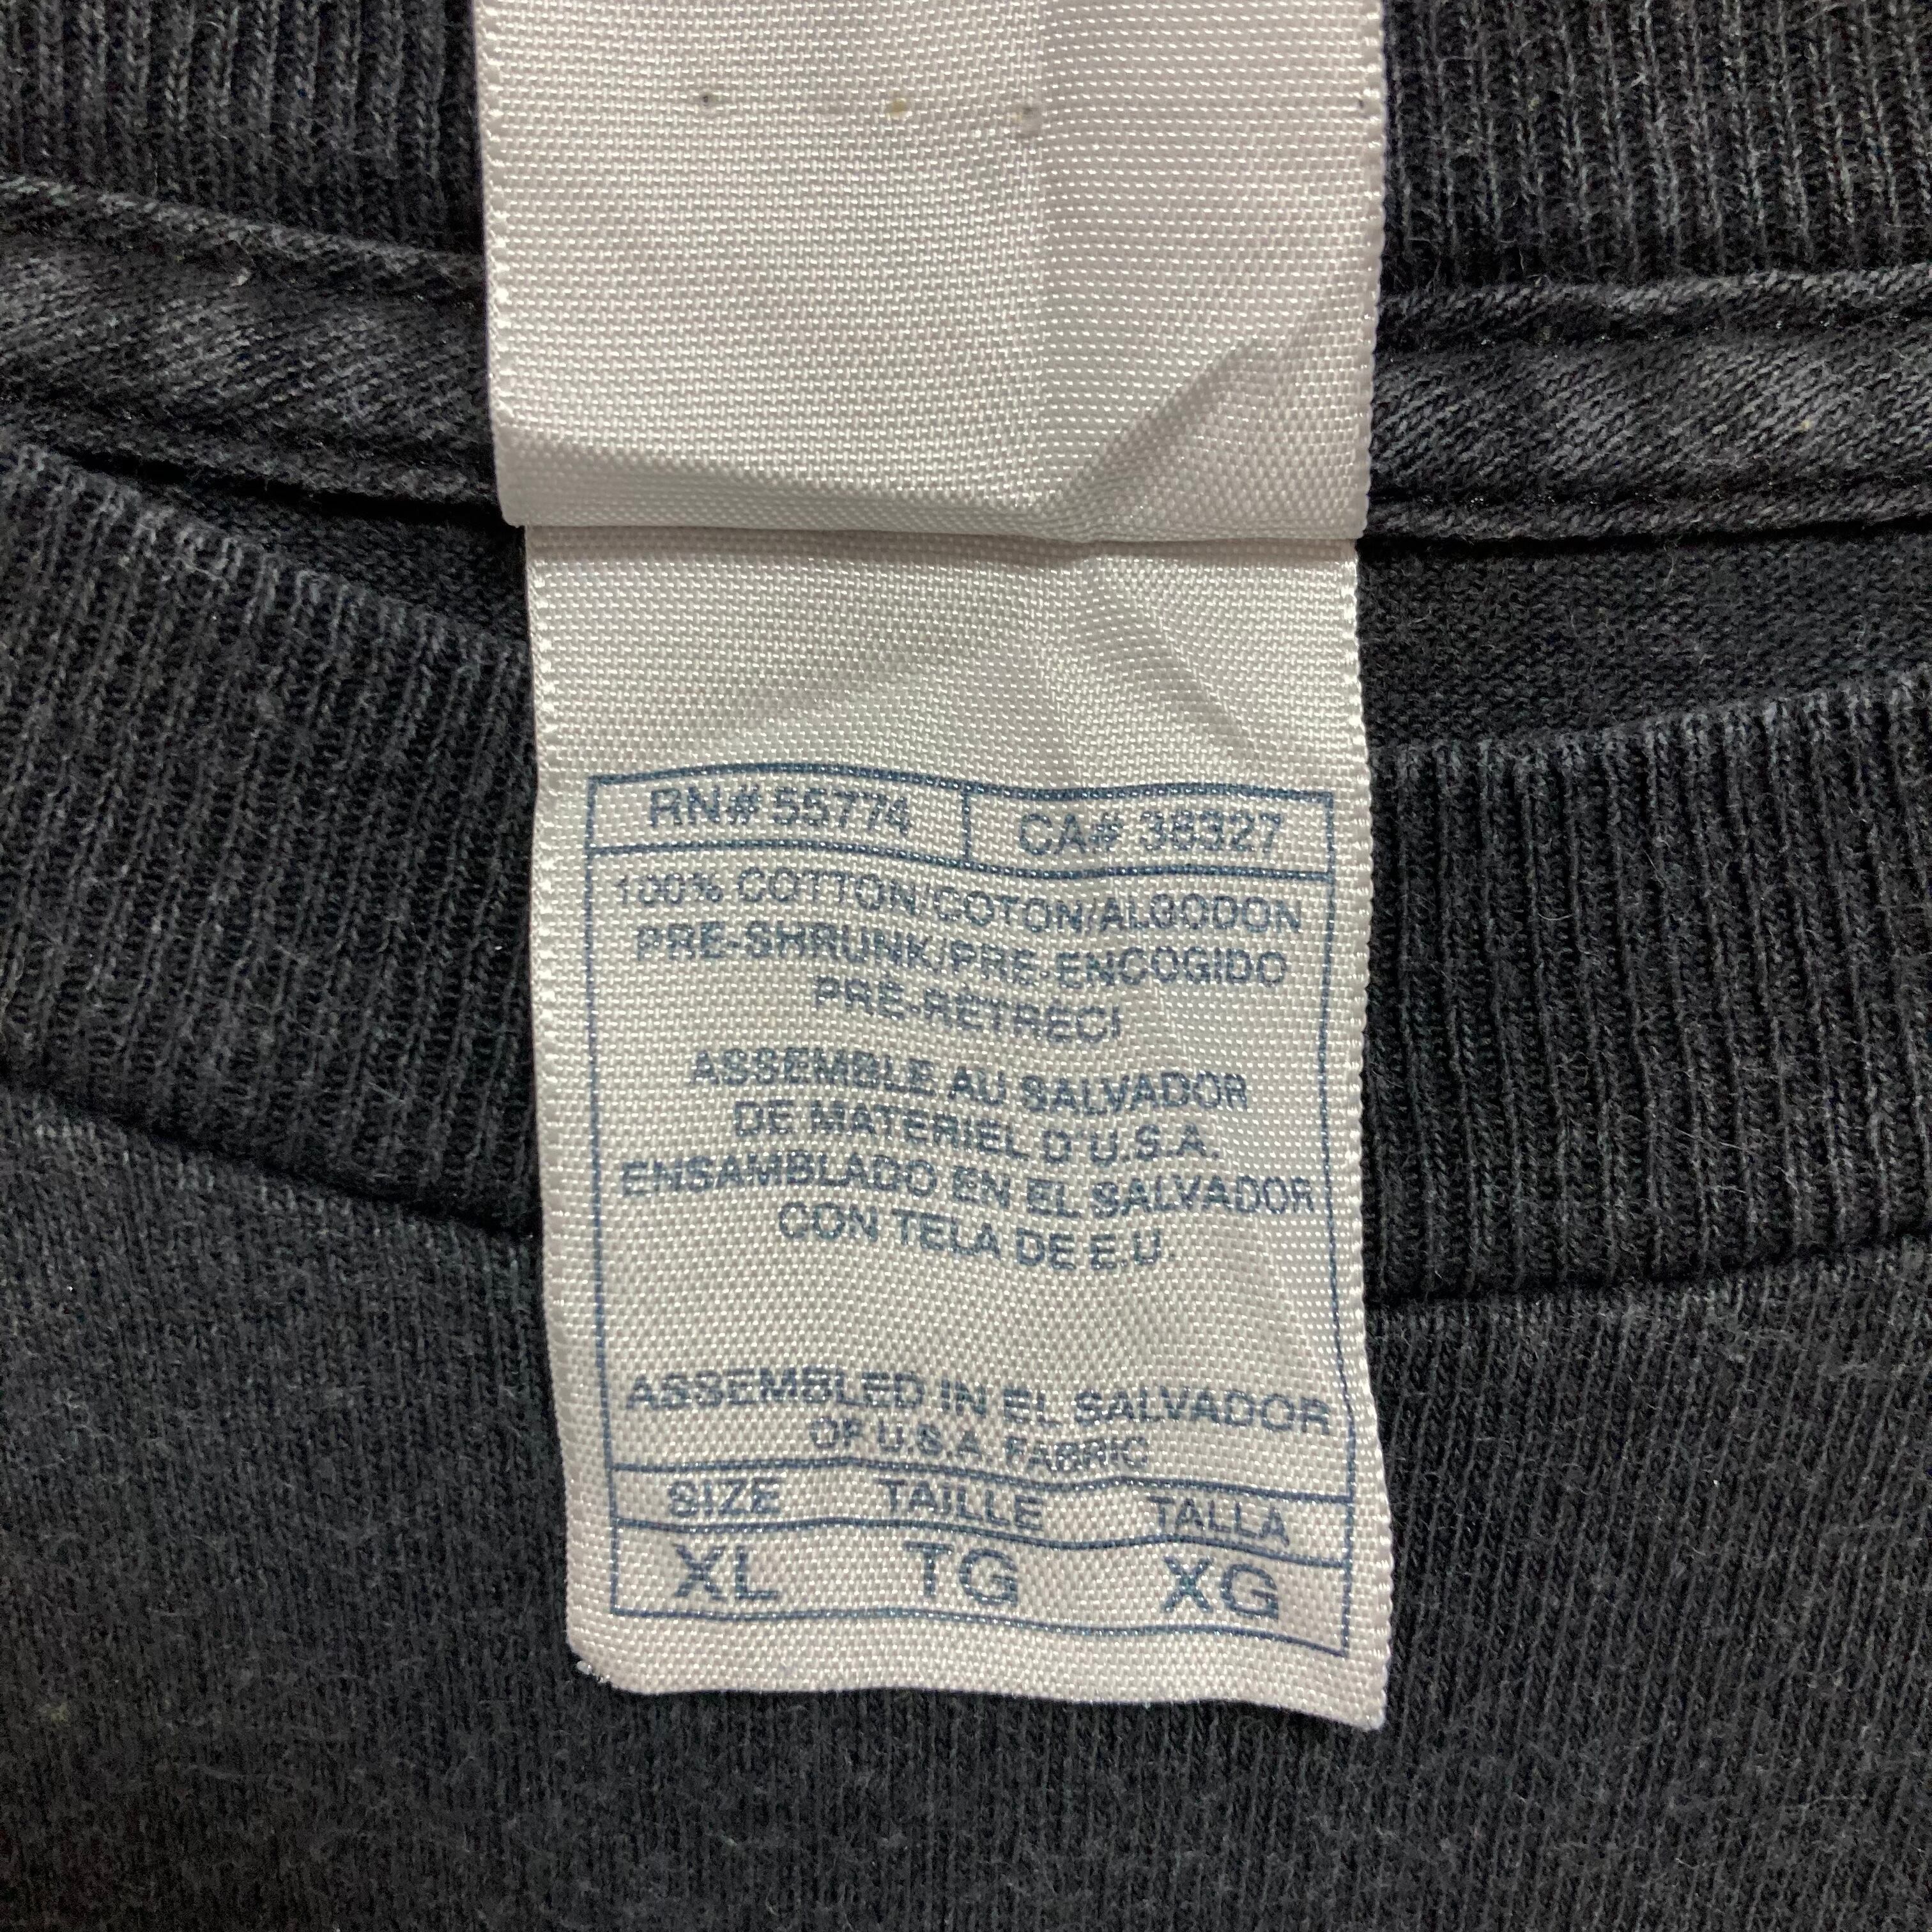 RN# 55774 CA# 36327
100% COTTON/COTON/ALGODON
PRE-SHRUNK/PRE-ENCOGIDO
PRÉ-RÉTRECI
ASSEMBLE AU SALVADOR
DE MATERIEL D'U.S.A.
ENSAMBLADO EN EL SALVADOR
CON TELA DE E.U.
ASSEMBLED IN EL SALVADOR
OF U.S.A. FABRIC
SIZE TAILLE TALLA
XL TG XG